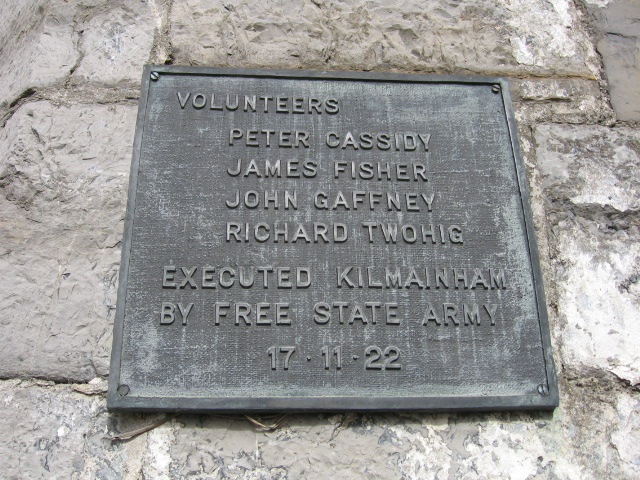 VOLUNTEERS
PETER CASSIDY
JAMES FISHER
JOHN GAFFNEY
RICHARD TWOHIG
EXECUTED KILMAINHAM
BY FREE STATE ARMY
17·11·22